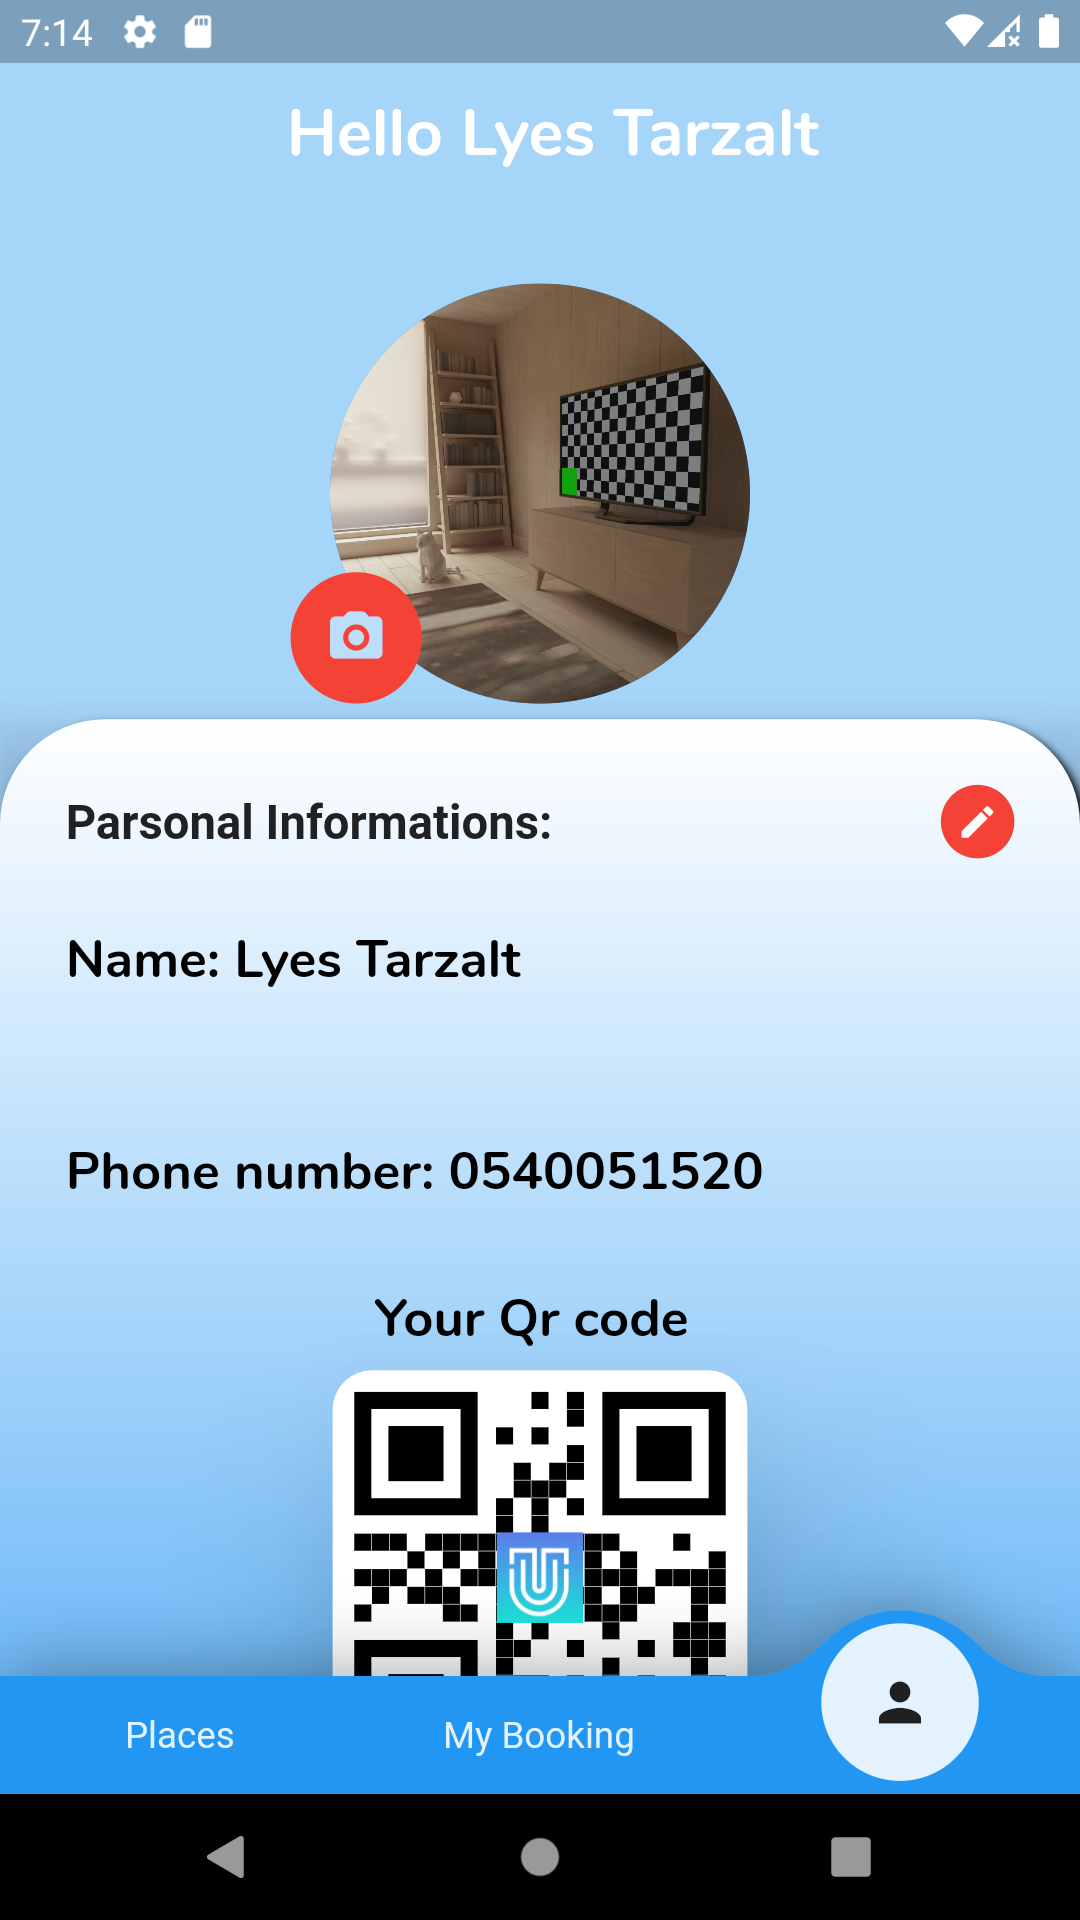 7:14
Hello Lyes Tarzalt
Parsonal Informations:
Name: Lyes Tarzalt
Phone number: 0540051520
Your Qr code
Places
My Booking